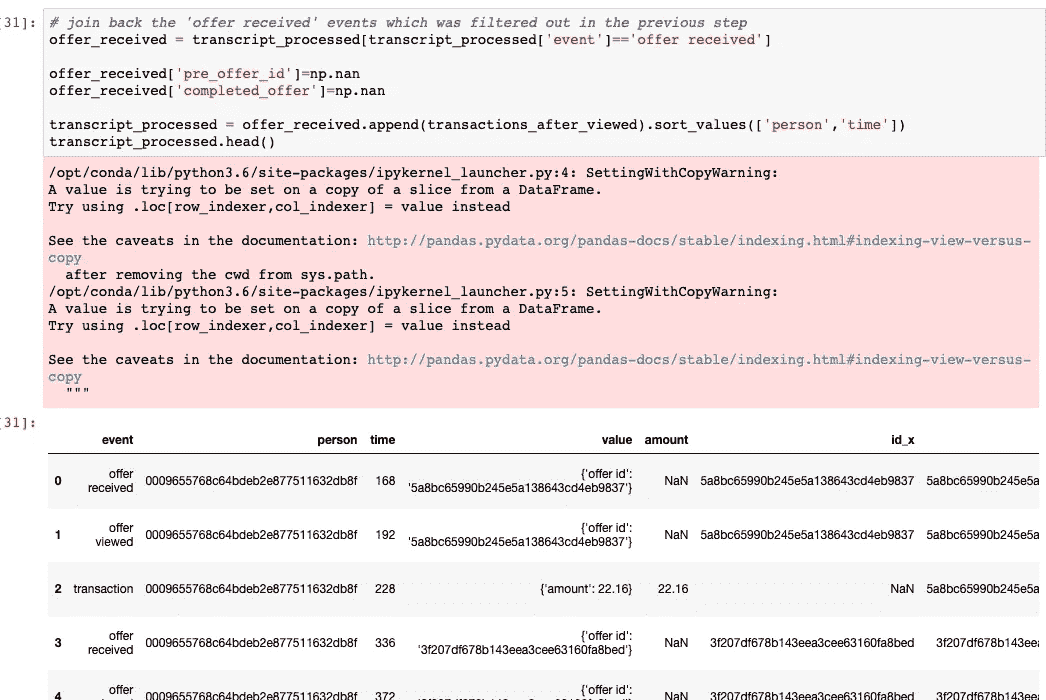 [31]: # join back the 'offer received' events which was filtered out in the previous step
offer_received = transcript_processed[transcript_processed['event']=='offer received']
offer_received['pre_offer_id']=np.nan
offer_received['completed_offer']=np.nan
transcript_processed = offer_received.append(transactions_after_viewed).sort_values(['person','time'])
transcript_processed.head()
/opt/conda/lib/python3.6/site-packages/ipykernel_launcher.py:4: SettingWithCopyWarning:
A value is trying to be set on a copy of a slice from a DataFrame.
Try using .loc[row_indexer,col_indexer] = value instead
See the caveats in the documentation: http://pandas.pydata.org/pandas-docs/stable/indexing.html#indexing-view-versus-
copy
after removing the cwd from sys.path.
/opt/conda/lib/python3.6/site-packages/ipykernel_launcher.py:5: SettingWithCopyWarning:
A value is trying to be set on a copy of a slice from a DataFrame.
Try using .loc[row_indexer,col_indexer] = value instead
See the caveats in the documentation: http://pandas.pydata.org/pandas-docs/stable/indexing.html#indexing-view-versus-
copy
"""
[31]:
event person time value amount id_x
0 offer received 0009655768c64bdeb2e877511632db8f 168 {'offer id': '5a8bc65990b245e5a138643cd4eb9837'} NaN 5a8bc65990b245e5a138643cd4eb9837 5a8bc65990b245e5a
1 offer viewed 0009655768c64bdeb2e877511632db8f 192 {'offer id': '5a8bc65990b245e5a138643cd4eb9837'} NaN 5a8bc65990b245e5a138643cd4eb9837 5a8bc65990b245e5a
2 transaction 0009655768c64bdeb2e877511632db8f 228 {'amount': 22.16} 22.16 NaN 5a8bc65990b245e5a
3 offer received 0009655768c64bdeb2e877511632db8f 336 {'offer id': '3f207df678b143eea3cee63160fa8bed'} NaN 3f207df678b143eea3cee63160fa8bed 3f207df678b143eea
4 offer 0009655768c64bdeb2e877511632db8f 372 {'offer id': NaN 3f207df678b143eea3cee63160fa8bed 3f207df678b143eea